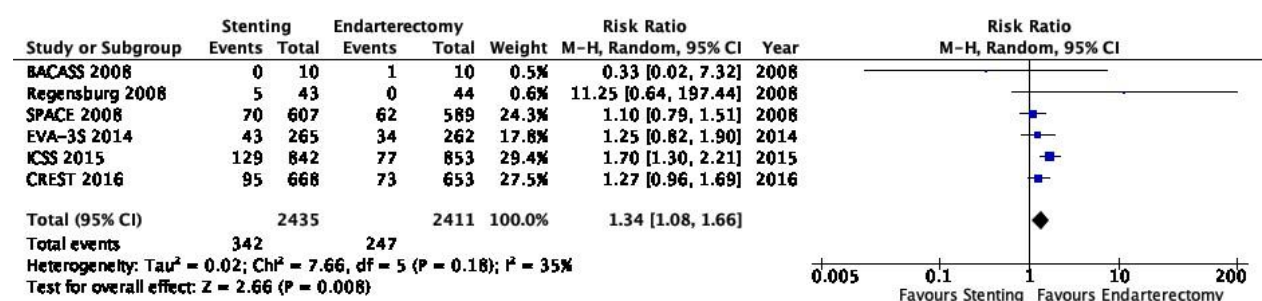 Stenting Endarterectomy Risk Ratio Risk Ratio
Study or Subgroup Events Total Events Total Weight M-H, Random, 95% CI Year M-H, Random, 95% CI
BACASS 2008 0 10 1 10 0.5% 0.33 [0.02, 7.32] 2008
Regensburg 2008 5 43 0 44 0.6% 11.25 [0.64, 197.44] 2008
SPACE 2008 70 607 62 589 24.3% 1.10 [0.79, 1.51] 2008
EVA-3S 2014 43 265 34 262 17.8% 1.25 [0.82, 1.90] 2014
ICSS 2015 129 842 77 853 29.4% 1.70 [1.30, 2.21] 2015
CREST 2016 95 668 73 653 27.5% 1.27 [0.96, 1.69] 2016
Total (95% CI) 2435 2411 100.0% 1.34 [1.08, 1.66]
Total events 342 247
Heterogeneity: Tau² = 0.02; Chi² = 7.66, df = 5 (P = 0.18); I² = 35%
Test for overall effect: Z = 2.66 (P = 0.008)
0.005 0.1 1 10 200
Favours Stenting Favours Endarterectomy